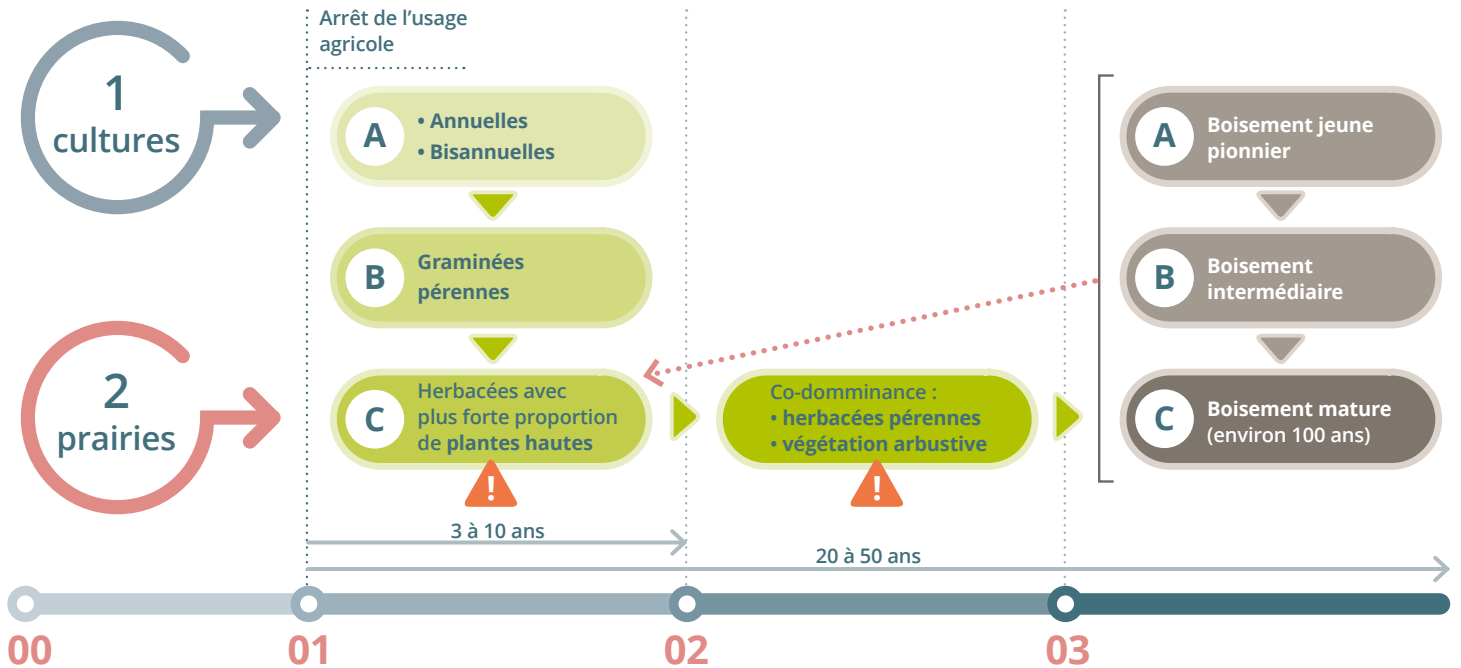 Arrêt de l’usage
agricole
1
cultures
2
prairies
A
• Annuelles
• Bisannuelles
B
Graminées
pérennes
C
Herbacées avec
plus forte proportion
de plantes hautes
!
Co-domminance :
• herbacées pérennes
• végétation arbustive
!
A
Boisement jeune
pionnier
B
Boisement
intermédiaire
C
Boisement mature
(environ 100 ans)
3 à 10 ans
20 à 50 ans
00
01
02
03